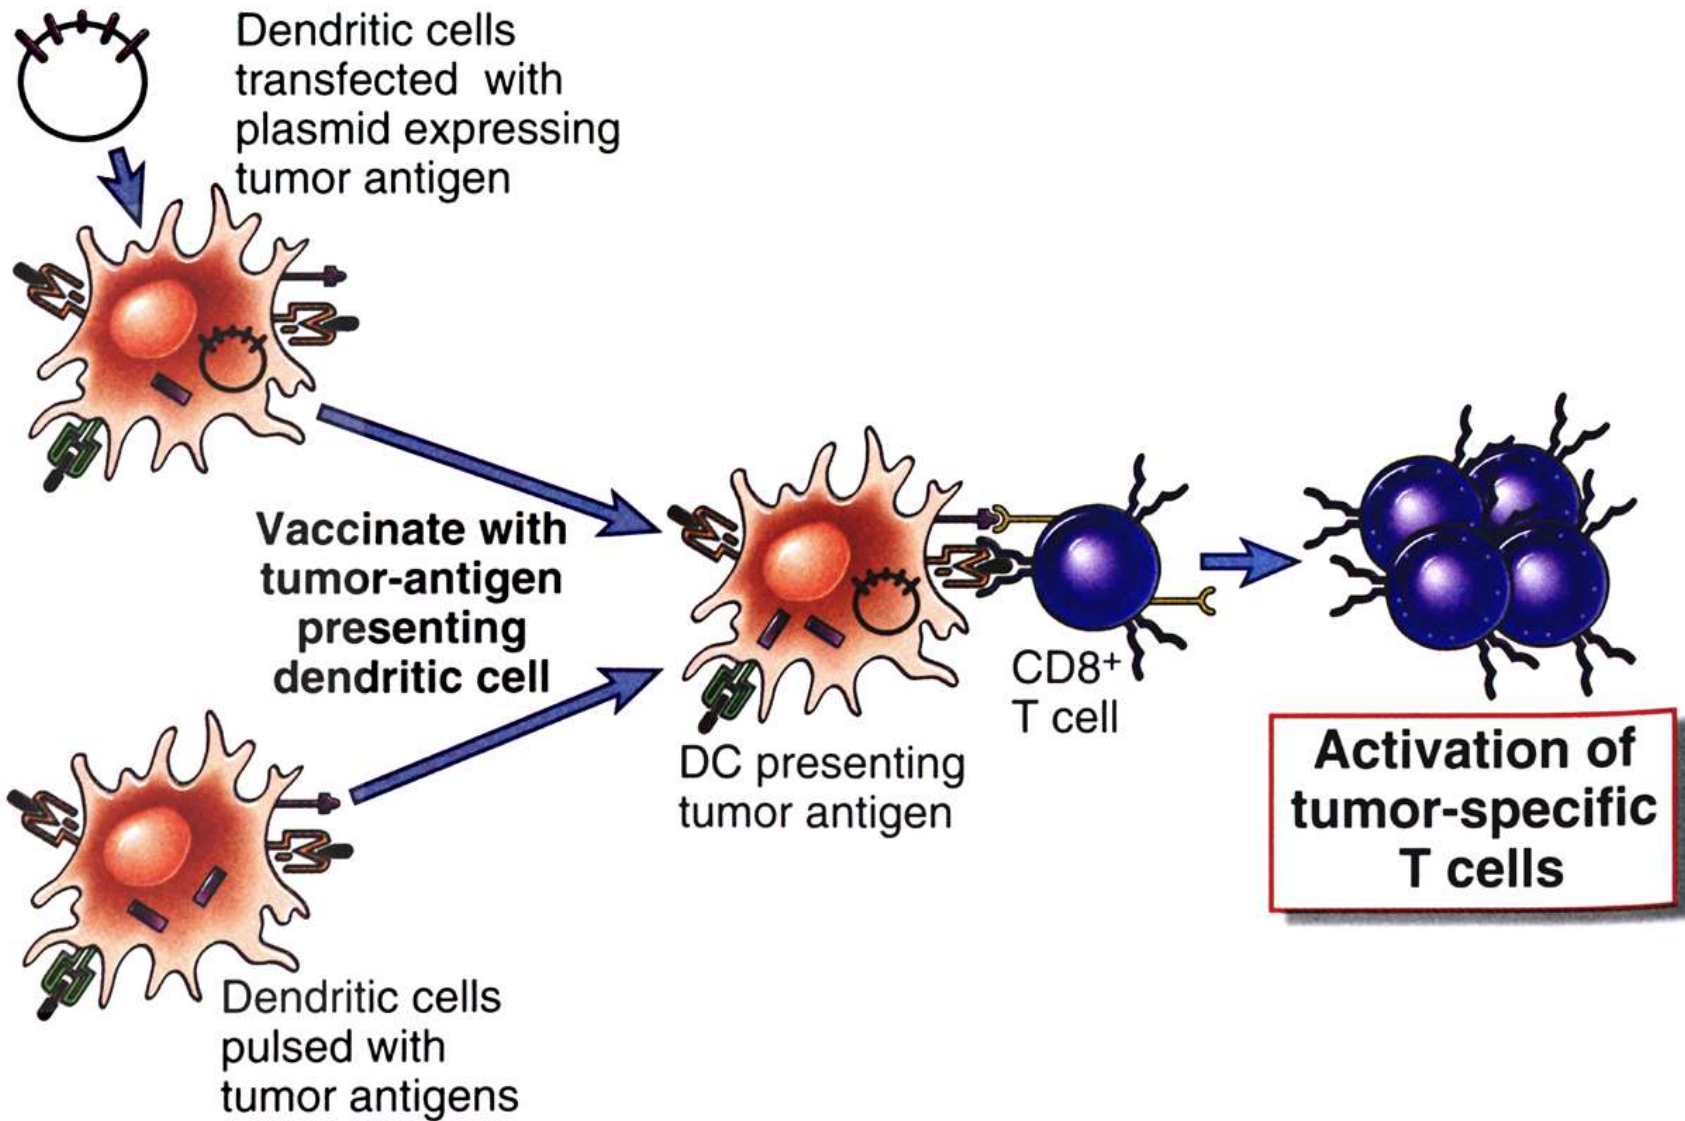 Dendritic cells
transfected with
plasmid expressing
tumor antigen
Vaccinate with
tumor-antigen
presenting
dendritic cell
DC presenting
tumor antigen
CD8⁺
T cell
Activation of
tumor-specific
T cells
Dendritic cells
pulsed with
tumor antigens